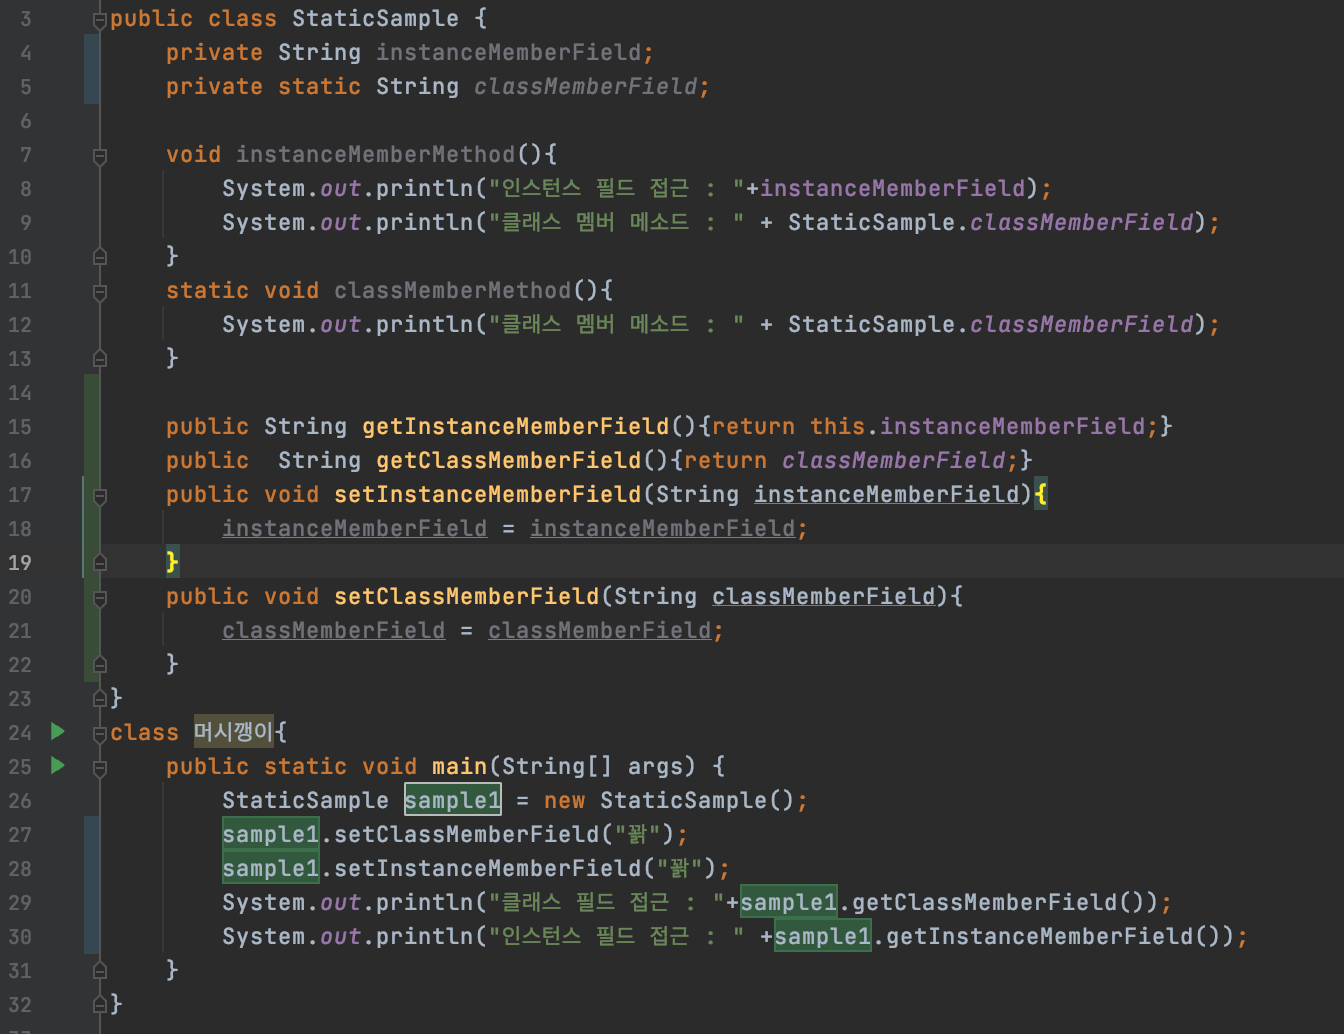 3 public class StaticSample {
4     private String instanceMemberField;
5     private static String classMemberField;
6
7     void instanceMemberMethod(){
8         System.out.println("인스턴스 필드 접근 : "+instanceMemberField);
9         System.out.println("클래스 멤버 메소드 : " + StaticSample.classMemberField);
10     }
11     static void classMemberMethod(){
12         System.out.println("클래스 멤버 메소드 : " + StaticSample.classMemberField);
13     }
14
15     public String getInstanceMemberField(){return this.instanceMemberField;}
16     public  String getClassMemberField(){return classMemberField;}
17     public void setInstanceMemberField(String instanceMemberField){
18         instanceMemberField = instanceMemberField;
19     }
20     public void setClassMemberField(String classMemberField){
21         classMemberField = classMemberField;
22     }
23 }
24 class 머시깽이{
25     public static void main(String[] args) {
26         StaticSample sample1 = new StaticSample();
27         sample1.setClassMemberField("꽑");
28         sample1.setInstanceMemberField("꽑");
29         System.out.println("클래스 필드 접근 : "+sample1.getClassMemberField());
30         System.out.println("인스턴스 필드 접근 : " +sample1.getInstanceMemberField());
31     }
32 }